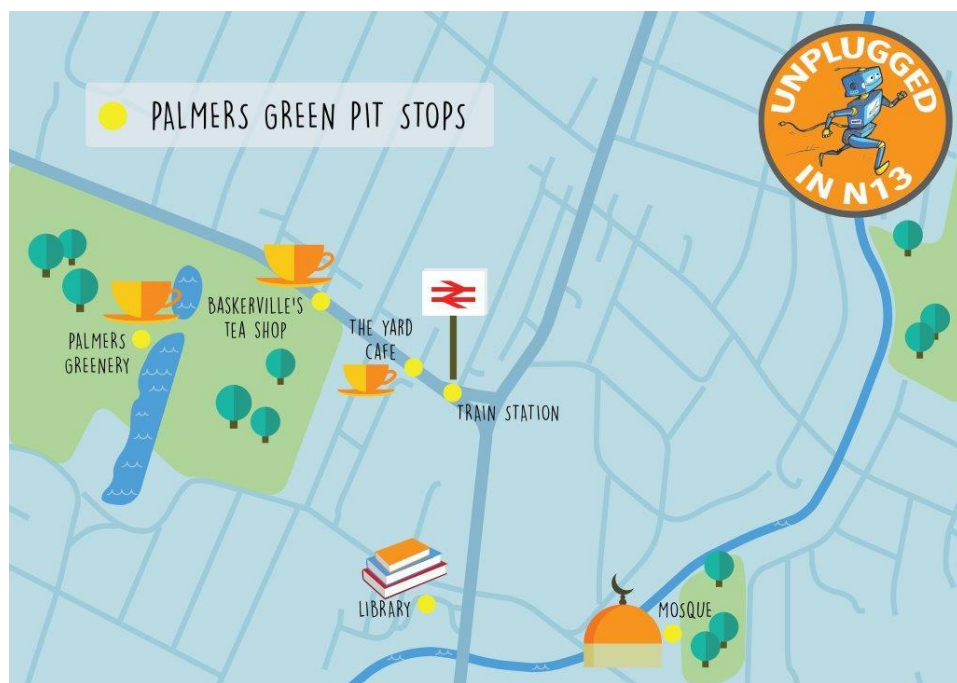 PALMERS GREEN PIT STOPS
UNPLUGGED
IN N13
BASKERVILLE'S
TEA SHOP
PALMERS
GREENERY
THE YARD
CAFE
TRAIN STATION
LIBRARY
MOSQUE